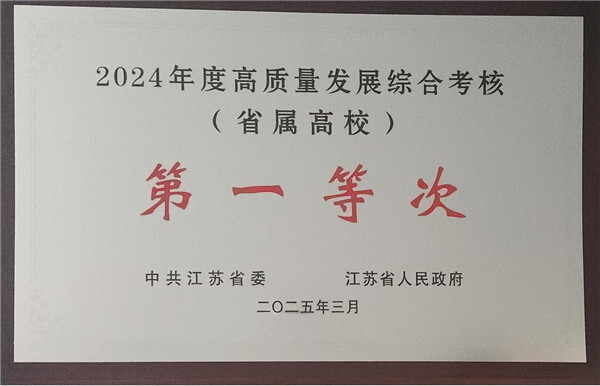 2024年度高质量发展综合考核
（省属高校）
第一等次
中共江苏省委 江苏省人民政府
二〇二五年三月